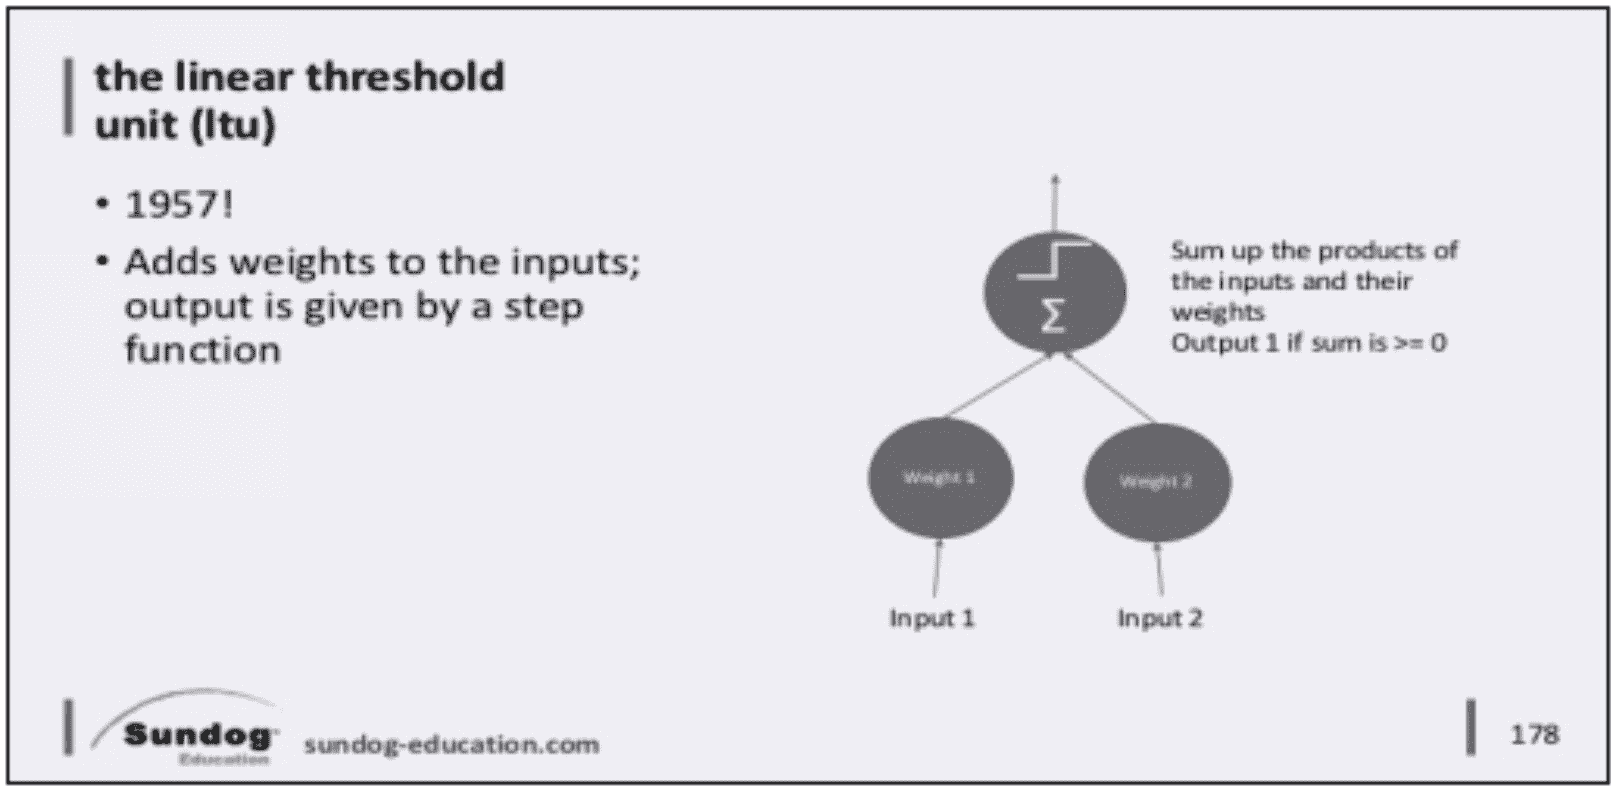 the linear threshold
unit (ltu)
• 1957!
• Adds weights to the inputs;
output is given by a step
function
Sum up the products of
the inputs and their
weights
Output 1 if sum is >= 0
Σ
Weight 1
Weight 2
Input 1
Input 2
Sundog
Education
sundog-education.com
178